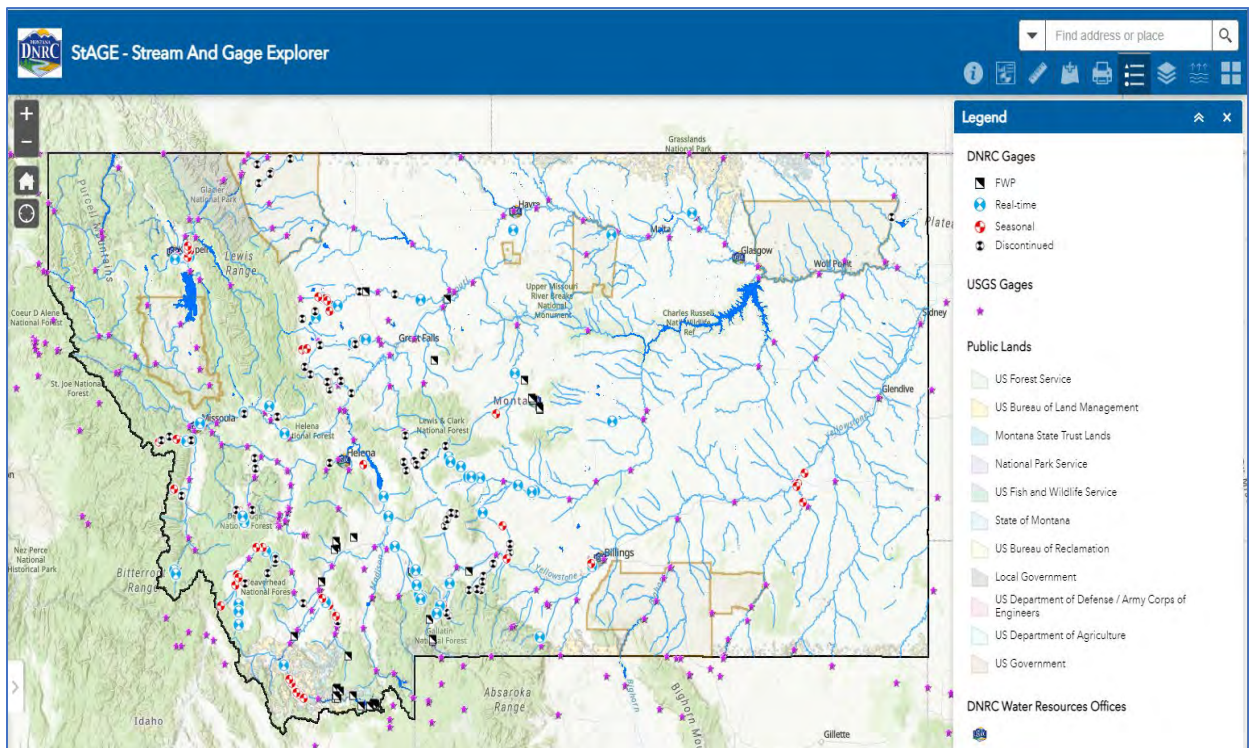 MONTANA
DNRC
StAGE - Stream And Gage Explorer
Find address or place
Legend
DNRC Gages
FWP
Real-time
Seasonal
Discontinued
USGS Gages
Public Lands
US Forest Service
US Bureau of Land Management
Montana State Trust Lands
National Park Service
US Fish and Wildlife Service
State of Montana
US Bureau of Reclamation
Local Government
US Department of Defense / Army Corps of
Engineers
US Department of Agriculture
US Government
DNRC Water Resources Offices
Grasslands
National Park
Purcell Mountains
Glacier
National Park
Lewis
Range
Havre
Malta
Glasgow
Wolf Point
Plate
Sidney
Upper Missouri
River Breaks
National
Monument
Charles Russell
Natl Wildlife
Ref
Coeur D Alene
National Forest
St. Joe National
Forest
Great Falls
Glendive
Missoula
Helena
National Forest
Lewis & Clark
National Forest
Helena
Yellowstone
Nez Perce
National
Historical Park
Bitterroot
Range
Beaverhead
National Forest
Madison
Yellowstone
Billings
Gallatin
National Forest
Absaroka
Range
Bighorn
Bighorn Mou
Idaho
Gillette